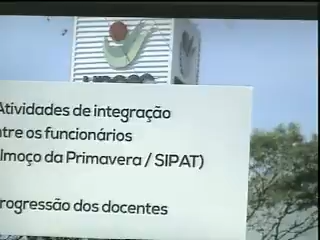 Atividades de integração
ntre os funcionários
lmoço da Primavera / SIPAT)
rogressão dos docentes